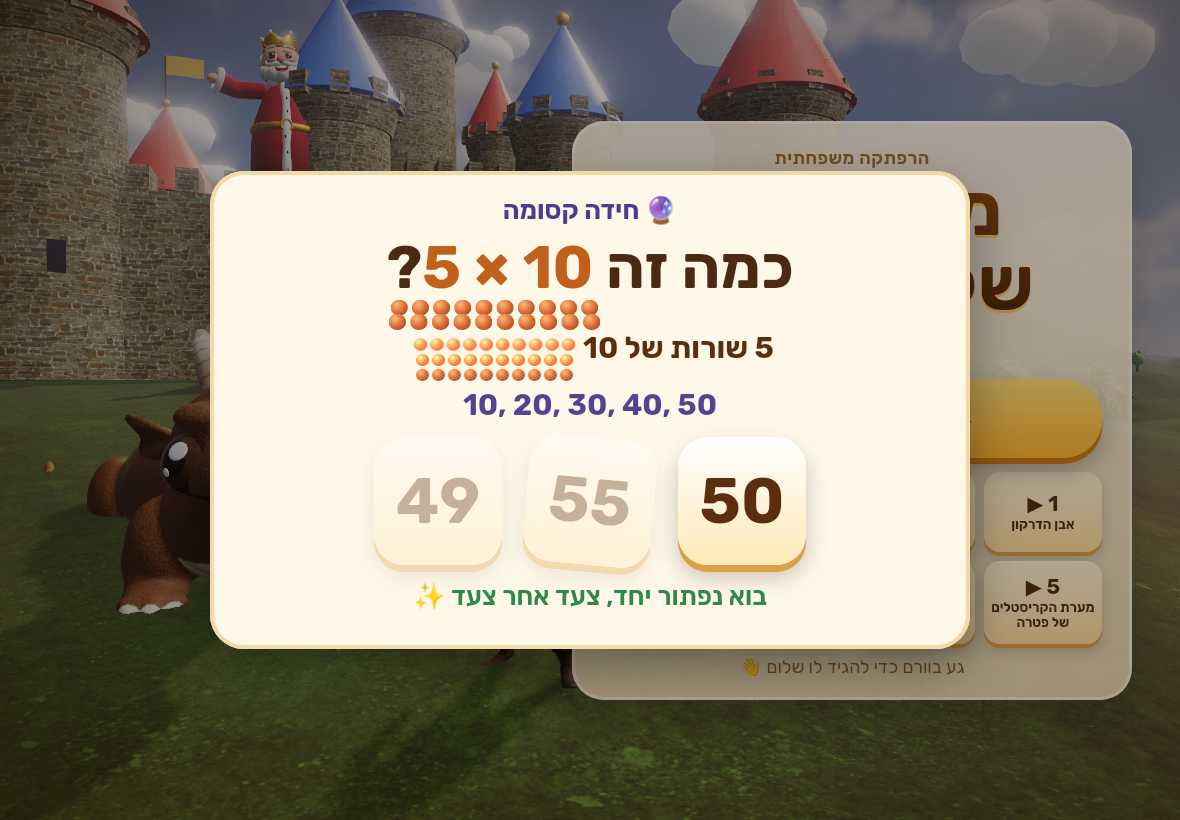 הרפתקה משפחתית
🔮 חידה קסומה
כמה זה 10 × 5?
5 שורות של 10
10, 20, 30, 40, 50
50
55
49
בוא נפתור יחד, צעד אחר צעד ✨
▶ 1
אבן הדרקון
▶ 5
מערת הקריסטלים
של פטרה
גע בוורם כדי להגיד לו שלום 👋